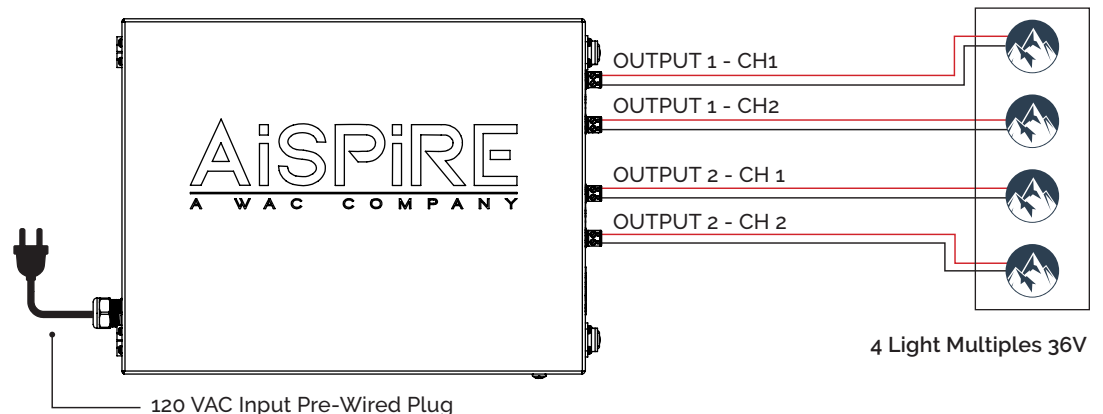 OUTPUT 1 - CH1
OUTPUT 1 - CH2
AiSPiRE
A WAC COMPANY
OUTPUT 2 - CH 1
OUTPUT 2 - CH 2
4 Light Multiples 36V
120 VAC Input Pre-Wired Plug